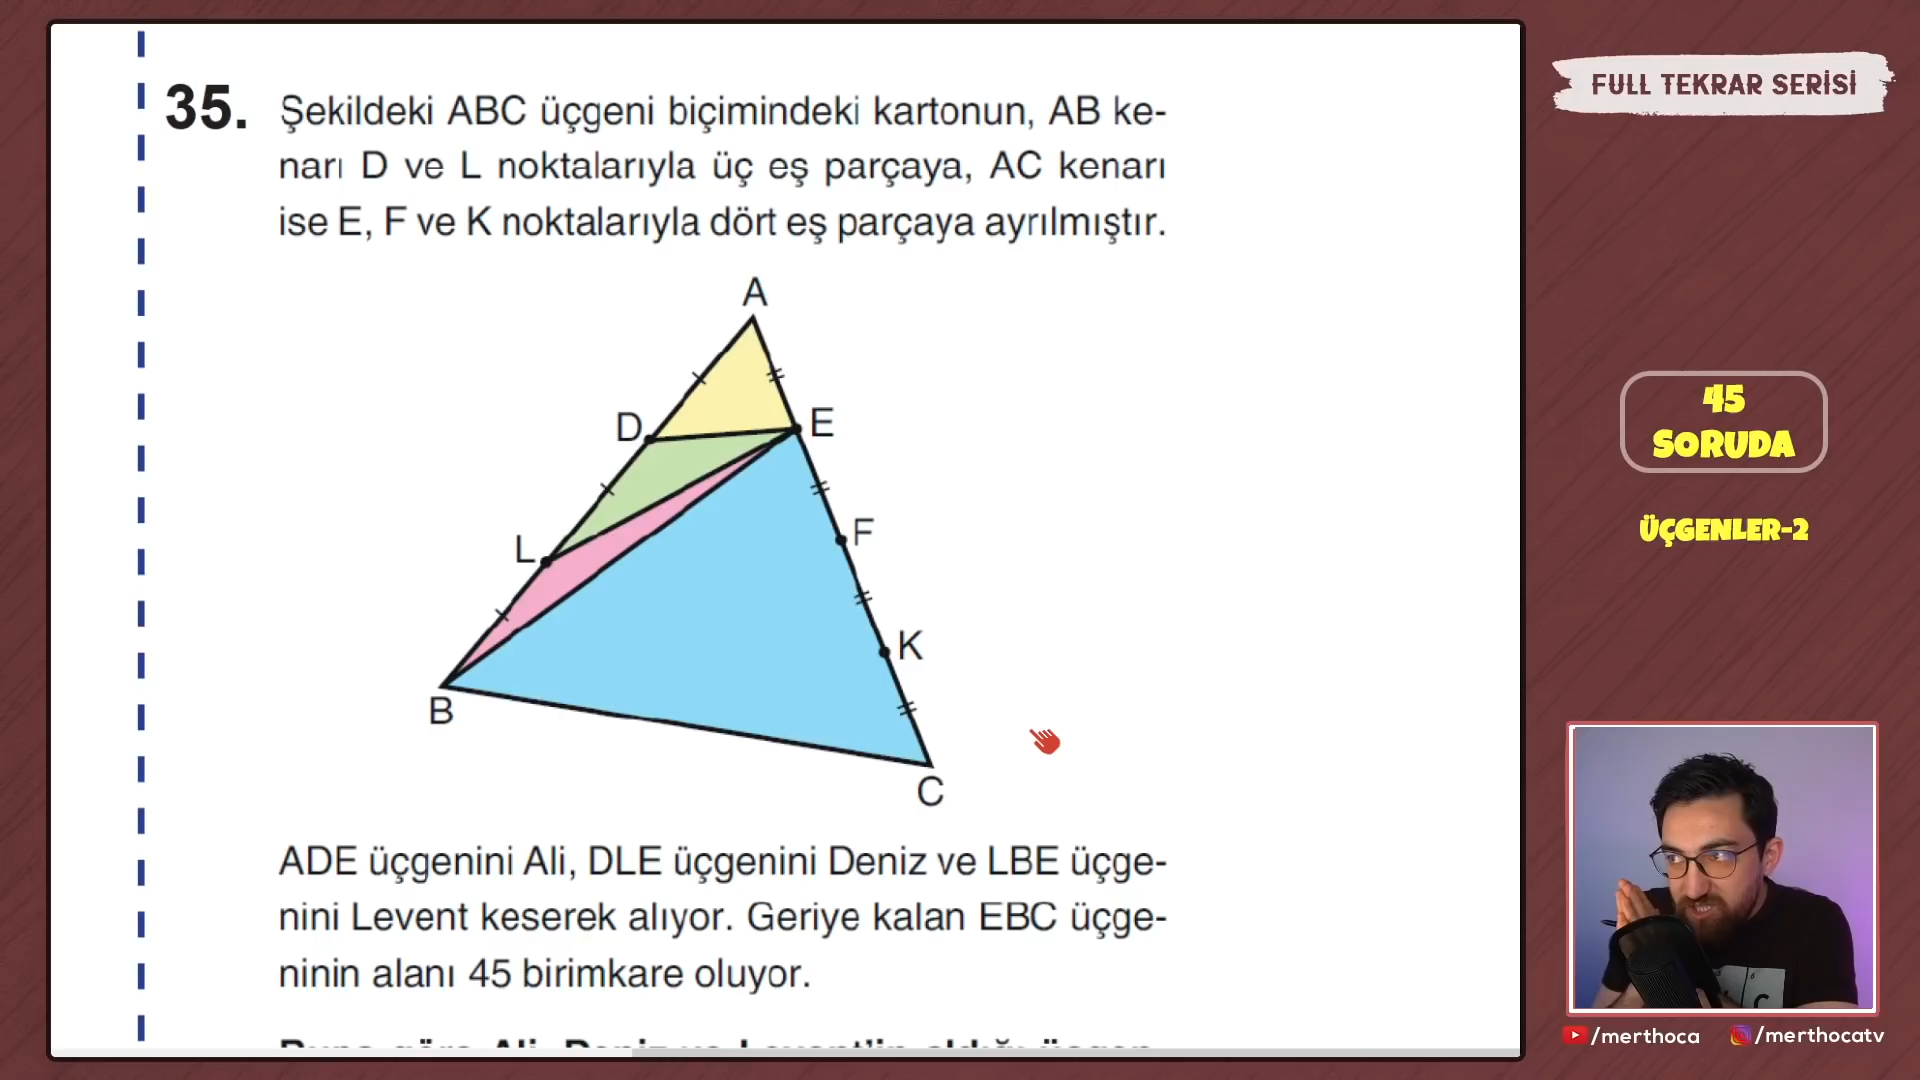 35. Şekildeki ABC üçgeni biçimindeki kartonun, AB ke-
narı D ve L noktalarıyla üç eş parçaya, AC kenarı
ise E, F ve K noktalarıyla dört eş parçaya ayrılmıştır.
A
D
E
F
L
K
B
C
ADE üçgenini Ali, DLE üçgenini Deniz ve LBE üçge-
nini Levent keserek alıyor. Geriye kalan EBC üçge-
ninin alanı 45 birimkare oluyor.
FULL TEKRAR SERİSİ
45
SORUDA
ÜÇGENLER-2
/merthoca
/merthocatv